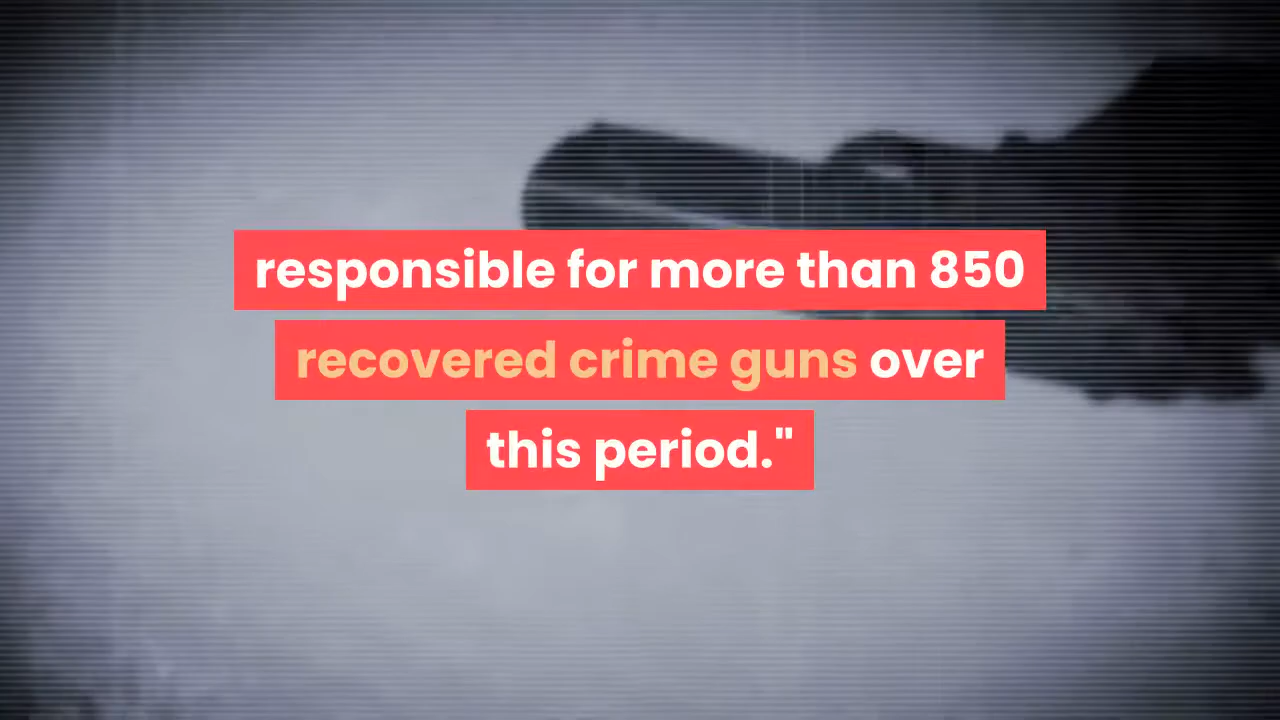 responsible for more than 850
recovered crime guns over
this period."